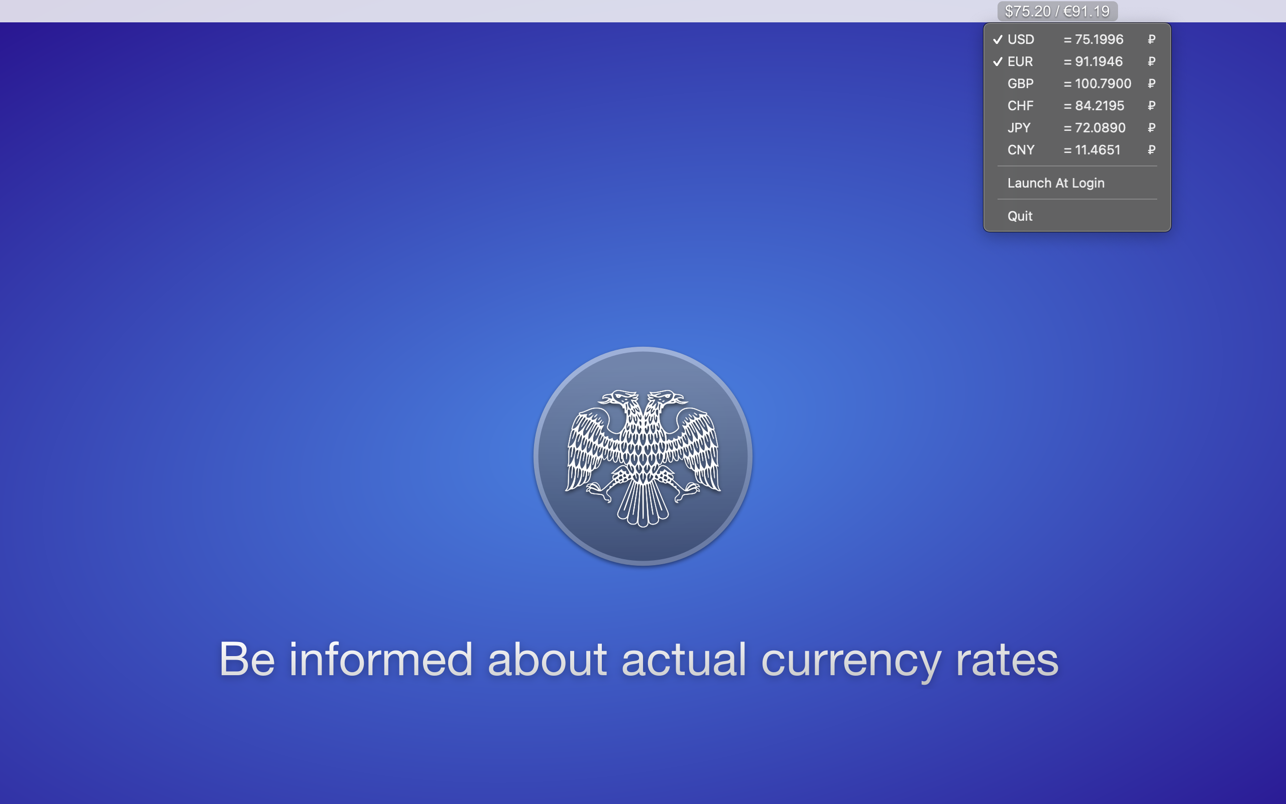 $75.20 / €91.19
✓ USD = 75.1996 ₽
✓ EUR = 91.1946 ₽
GBP = 100.7900 ₽
CHF = 84.2195 ₽
JPY = 72.0890 ₽
CNY = 11.4651 ₽
Launch At Login
Quit
Be informed about actual currency rates